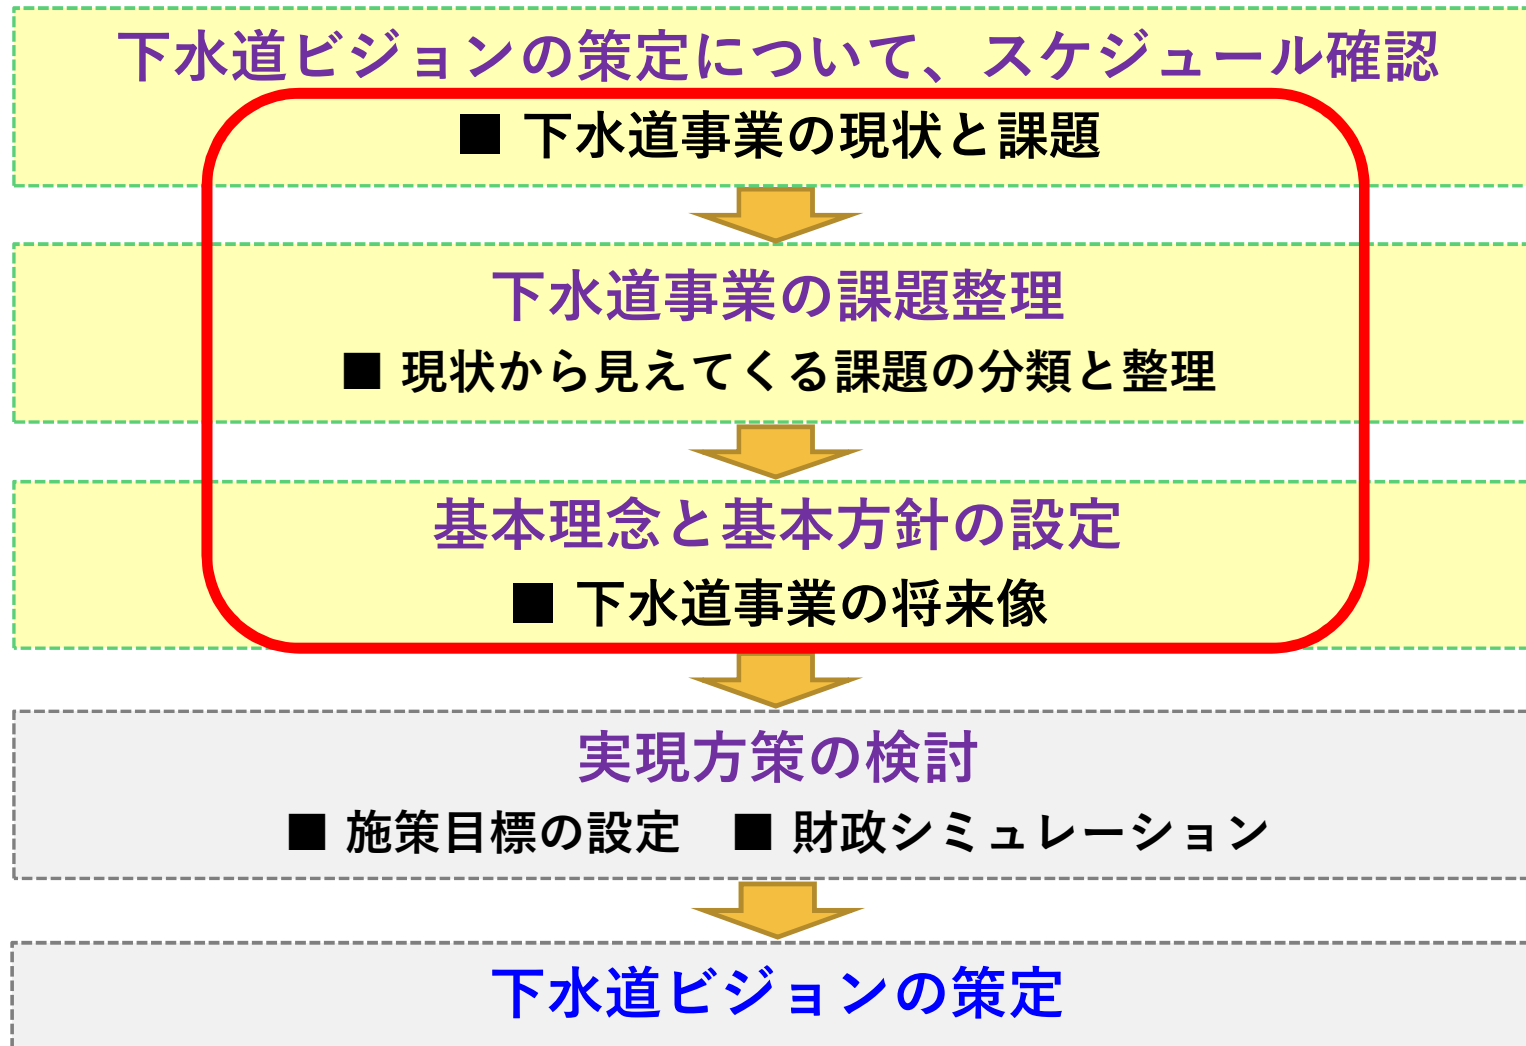 下水道ビジョンの策定について、スケジュール確認
■ 下水道事業の現状と課題
下水道事業の課題整理
■ 現状から見えてくる課題の分類と整理
基本理念と基本方針の設定
■ 下水道事業の将来像
実現方策の検討
■ 施策目標の設定　■ 財政シミュレーション
下水道ビジョンの策定